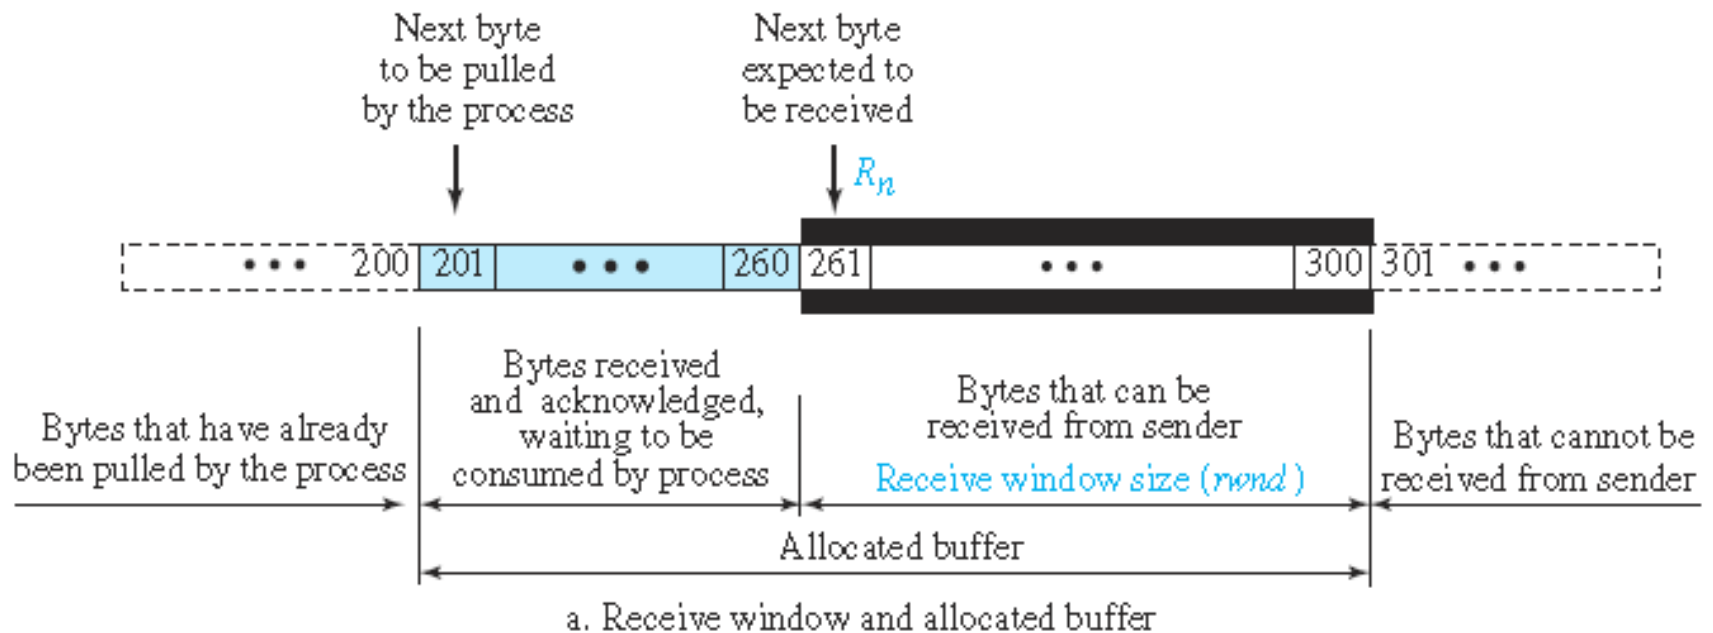 Next byte
to be pulled
by the process
Next byte
expected to
be received
Rn
••• 200 201 ••• 260 261 ••• 300 301 •••
Bytes that have already
been pulled by the process
Bytes received
and acknowledged,
waiting to be
consumed by process
Bytes that can be
received from sender
Receive window size (rwnd)
Bytes that cannot be
received from sender
Allocated buffer
a. Receive window and allocated buffer